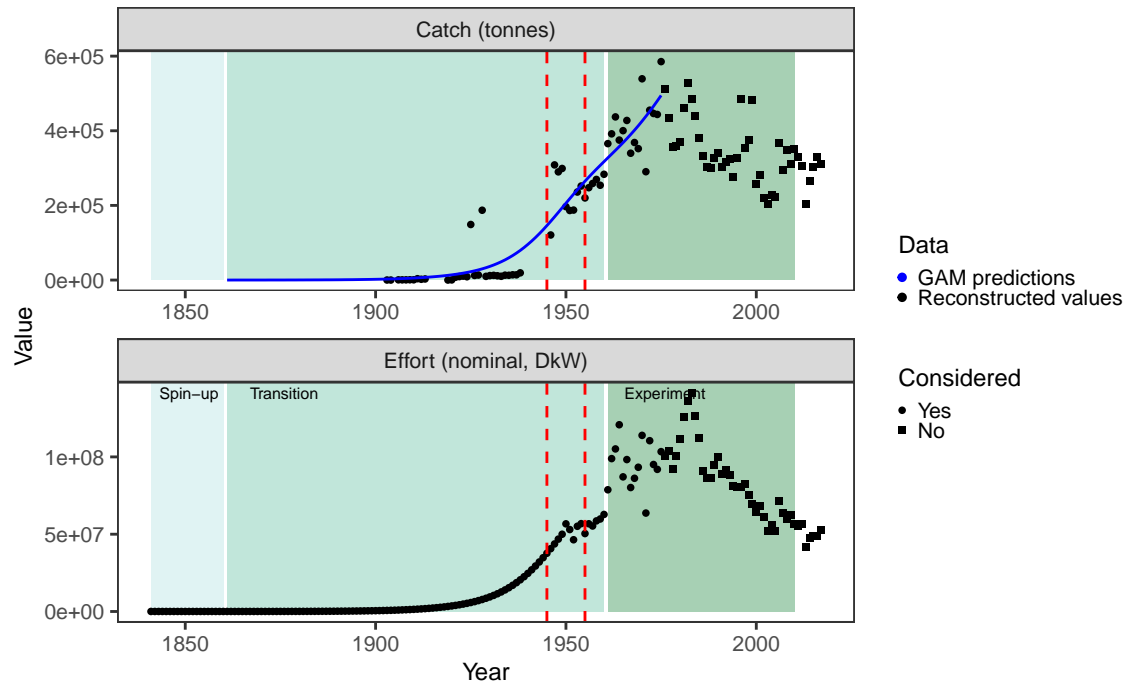 Catch (tonnes)
6e+05
4e+05
2e+05
0e+00
1850 1900 1950 2000
Value
Effort (nominal, DkW)
Spin−up Transition Experiment
1e+08
5e+07
0e+00
1850 1900 1950 2000
Year
Data
GAM predictions
Reconstructed values
Considered
Yes
No